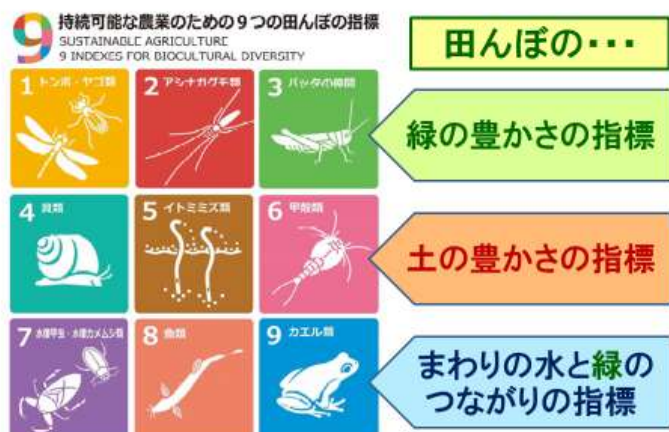 9 持続可能な農業のための9つの田んぼの指標
SUSTAINABLE AGRICULTURE
9 INDEXES FOR BIOCULTURAL DIVERSITY
田んぼの・・・
1 トンボ・ヤゴ類
2 アシナガグモ類
3 バッタの仲間
緑の豊かさの指標
4 貝類
5 イトミミズ類
6 甲殻類
土の豊かさの指標
7 水生甲虫・水生カメムシ類
8 魚類
9 カエル類
まわりの水と緑の
つながりの指標